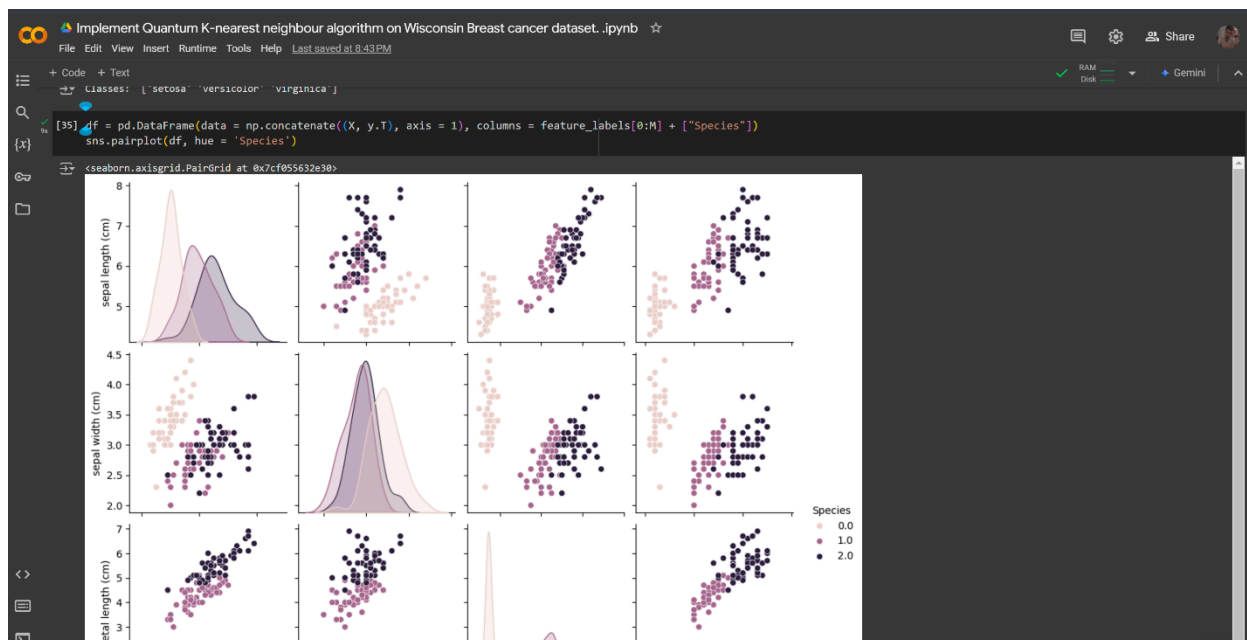 Implement Quantum K-nearest neighbour algorithm on Wisconsin Breast cancer dataset. .ipynb
Share
File Edit View Insert Runtime Tools Help Last saved at 8:43 PM
+ Code + Text
RAM
Disk
Gemini
Classes: ['setosa' 'versicolor' 'virginica']
[35] df = pd.DataFrame(data = np.concatenate((X, y.T), axis = 1), columns = feature_labels[0:M] + ["Species"])
9s
sns.pairplot(df, hue = 'Species')
{x}
<seaborn.axisgrid.PairGrid at 0x7cf055632e30>
8
7
6
5
sepal length (cm)
4.5
4.0
3.5
3.0
2.5
2.0
sepal width (cm)
Species
0.0
1.0
2.0
7
6
5
4
3
etal length (cm)